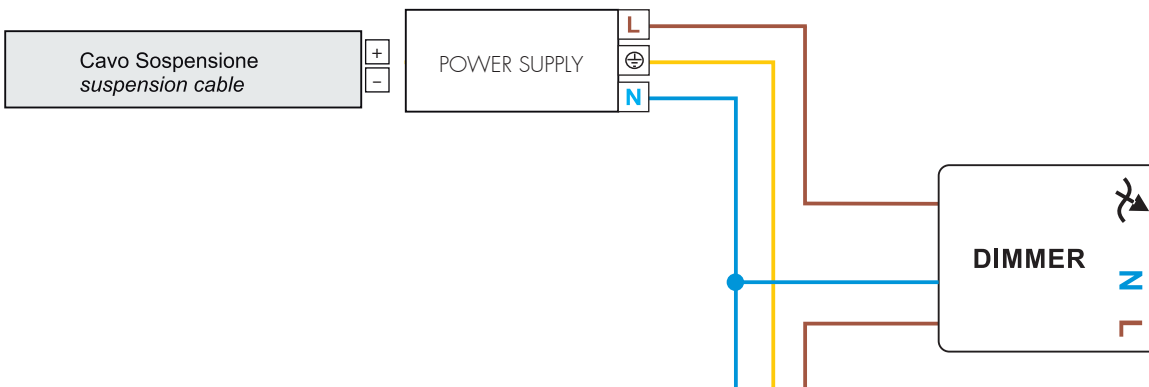 Cavo Sospensione
suspension cable
+
−
POWER SUPPLY
L
N
DIMMER
N
L